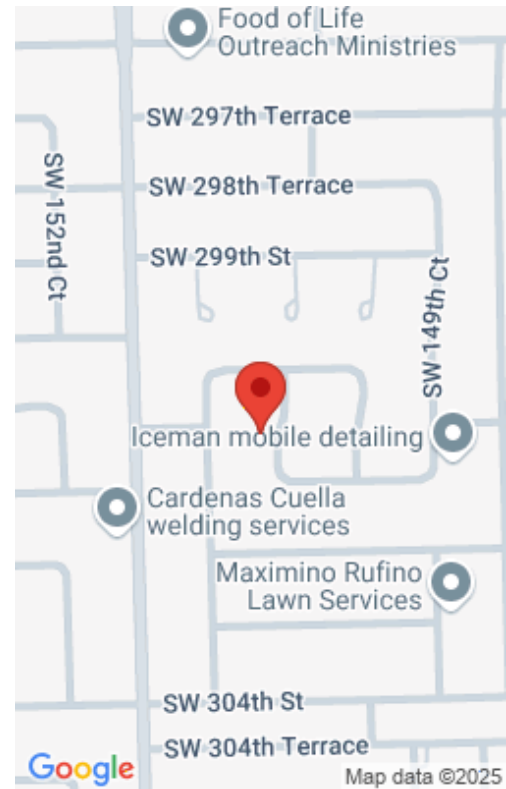 Food of Life
Outreach Ministries
SW 297th Terrace
SW 152nd Ct
SW 298th Terrace
SW 299th St
SW 149th Ct
Iceman mobile detailing
Cardenas Cuella
welding services
Maximino Rufino
Lawn Services
SW 304th St
SW 304th Terrace
Google
Map data ©2025